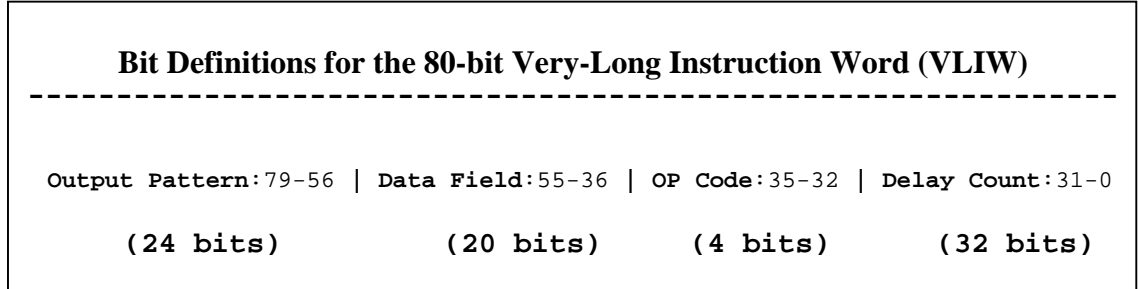 Bit Definitions for the 80-bit Very-Long Instruction Word (VLIW)
---------------------------------------------------------------
Output Pattern:79-56 | Data Field:55-36 | OP Code:35-32 | Delay Count:31-0
(24 bits) (20 bits) (4 bits) (32 bits)